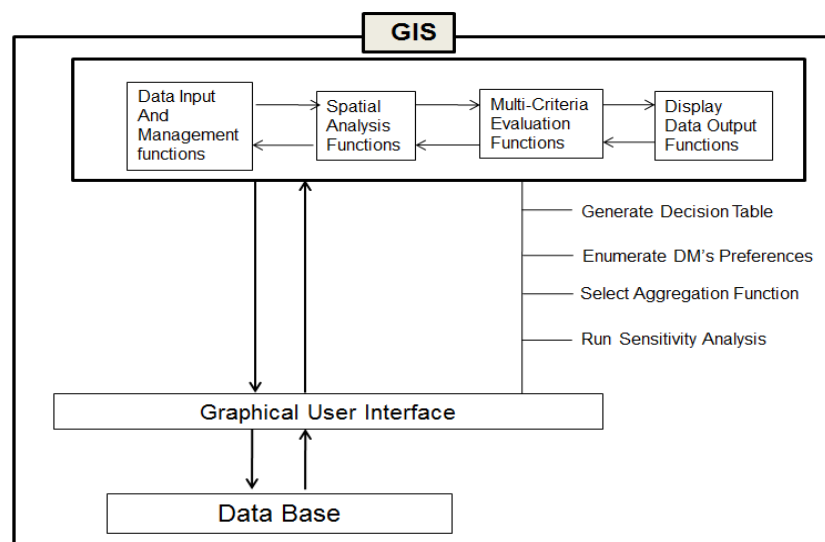 GIS
Data Input
And
Management
functions
Spatial
Analysis
Functions
Multi-Criteria
Evaluation
Functions
Display
Data Output
Functions
Generate Decision Table
Enumerate DM's Preferences
Select Aggregation Function
Run Sensitivity Analysis
Graphical User Interface
Data Base